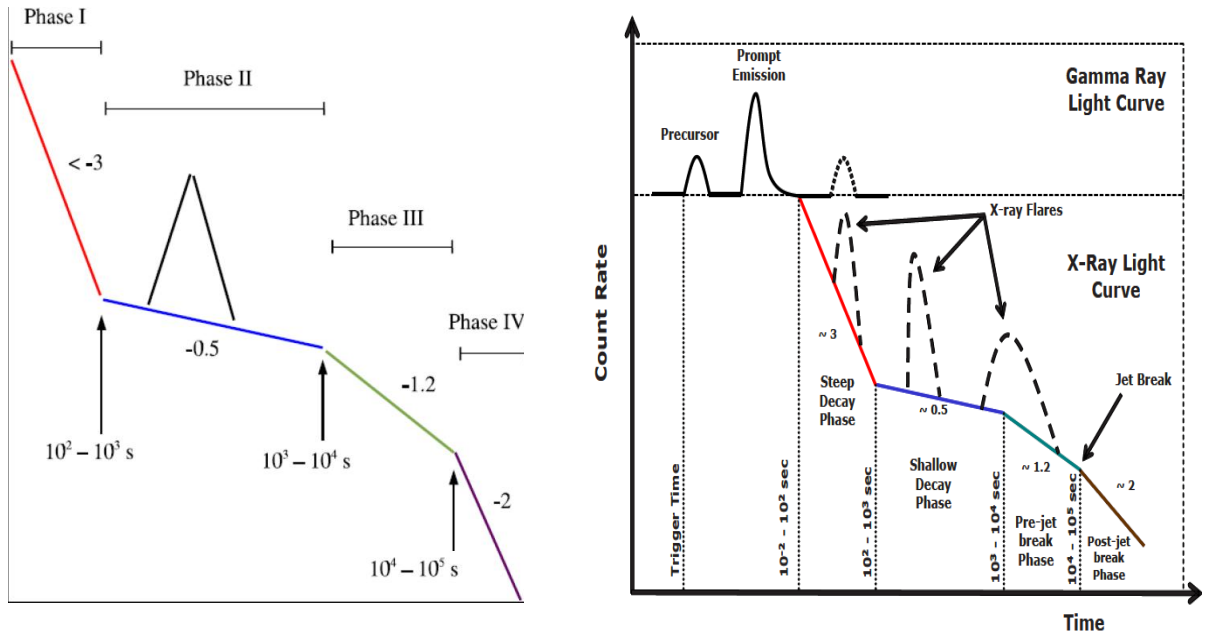 Phase I
Phase II
< -3
Phase III
Phase IV
-0.5
-1.2
10² – 10³ s
10³ – 10⁴ s
-2
10⁴ – 10⁵ s
Gamma Ray
Light Curve
Prompt
Emission
Precursor
X-ray Flares
X-Ray Light
Curve
Count Rate
~ 3
Steep
Decay
Phase
~ 0.5
Jet Break
Shallow
Decay
Phase
~ 1.2
~ 2
Pre-jet
break
Phase
Post-jet
break
Phase
Trigger Time
10⁻² - 10² sec
10² - 10³ sec
10³ - 10⁴ sec
10⁴ - 10⁵ sec
Time